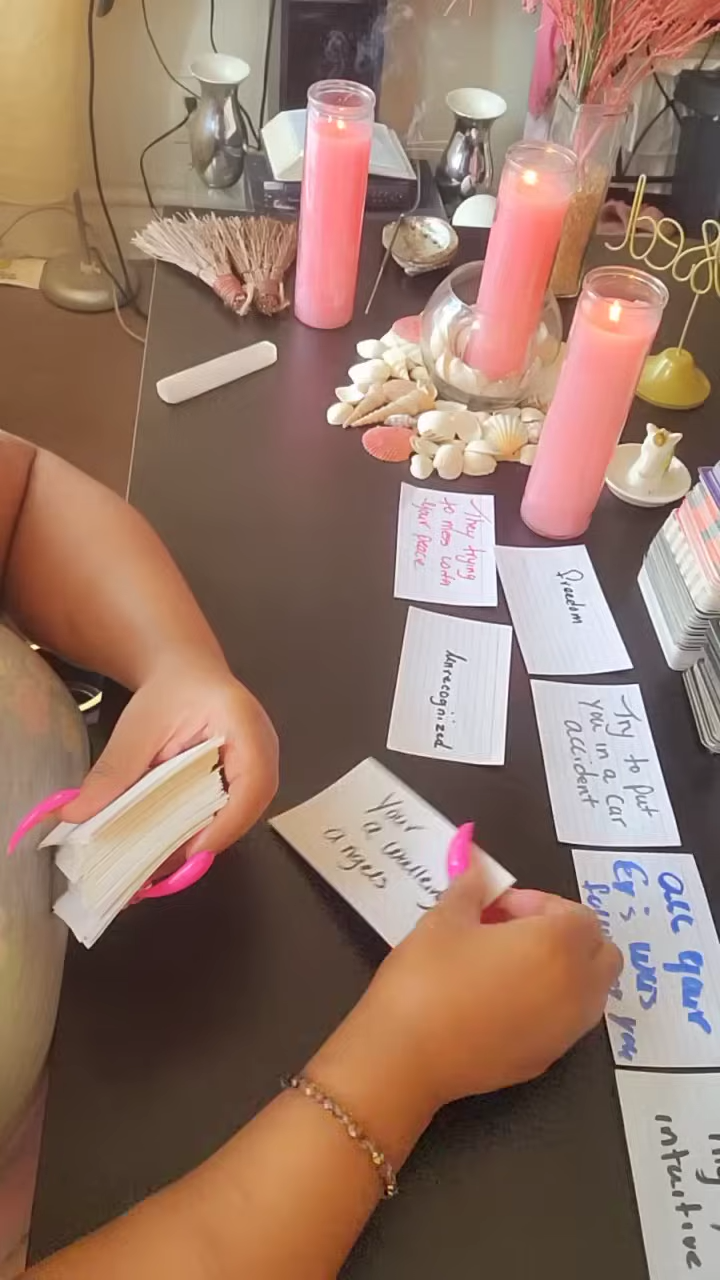 They trying
to mess with
your peace
freedom
Unrecognized
Try to put
you in a car
accident
Your
a walking
angels
all your
Ex's
you
intuitive